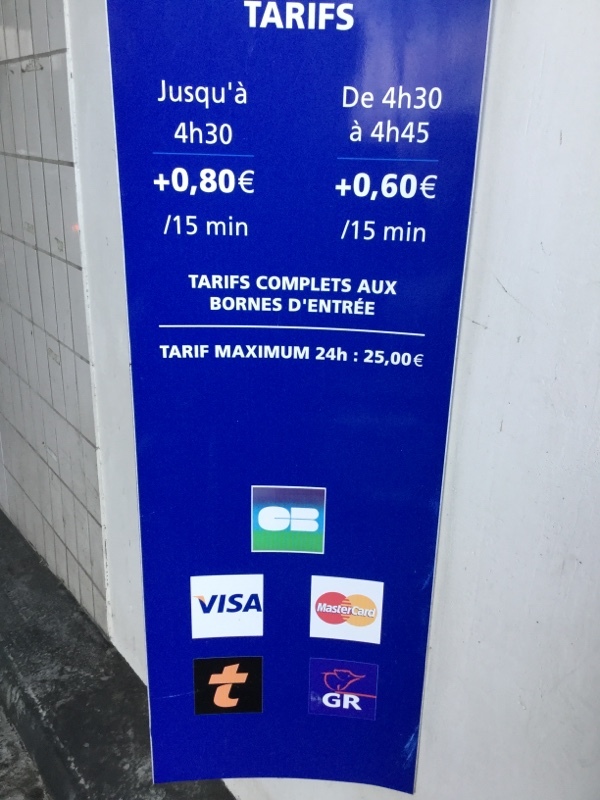 TARIFS
Jusqu'à
4h30
+0,80€
/15 min
De 4h30
à 4h45
+0,60€
/15 min
TARIFS COMPLETS AUX
BORNES D'ENTRÉE
TARIF MAXIMUM 24h : 25,00€
CB
VISA
MasterCard
t
GR